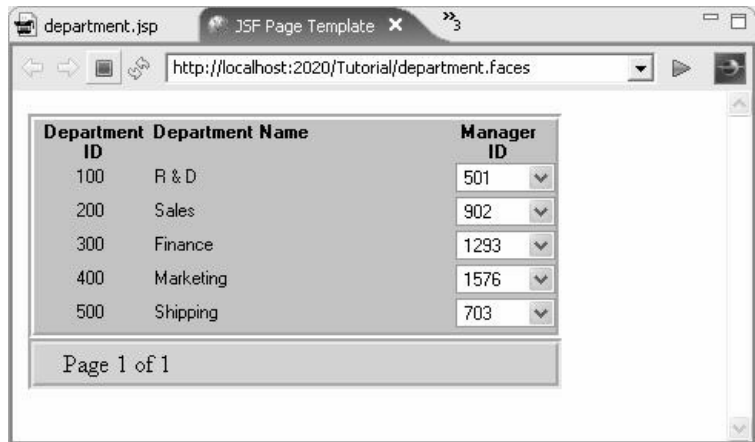 department.jsp JSF Page Template »3
http://localhost:2020/Tutorial/department.faces
Department ID Department Name Manager ID
100 R & D 501
200 Sales 902
300 Finance 1293
400 Marketing 1576
500 Shipping 703
Page 1 of 1